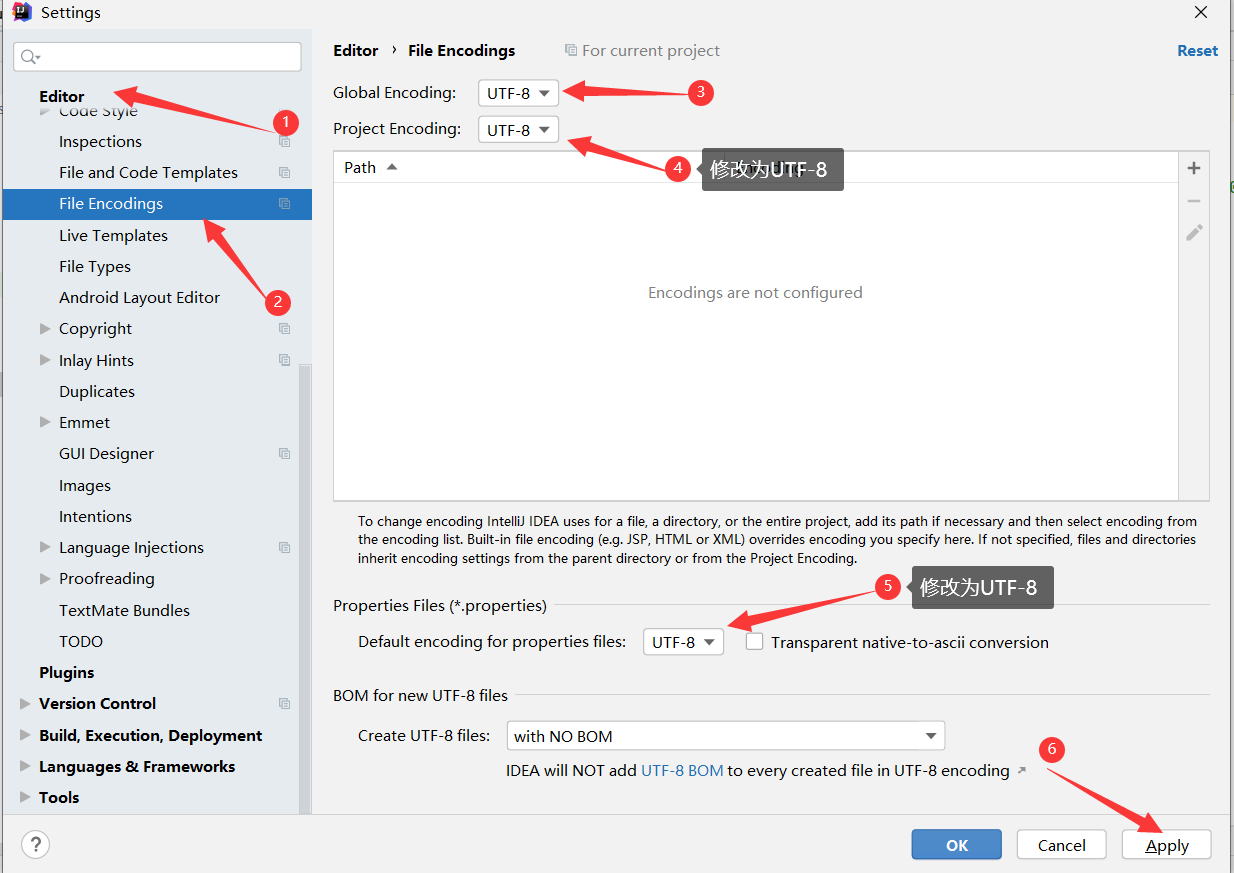 Settings
Editor
Code Style
Inspections
File and Code Templates
File Encodings
Live Templates
File Types
Android Layout Editor
Copyright
Inlay Hints
Duplicates
Emmet
GUI Designer
Images
Intentions
Language Injections
Proofreading
TextMate Bundles
TODO
Plugins
Version Control
Build, Execution, Deployment
Languages & Frameworks
Tools
1
2
Editor › File Encodings
For current project
Reset
Global Encoding: UTF-8
3
Project Encoding: UTF-8
4
修改为UTF-8
Path
Encodings are not configured
To change encoding IntelliJ IDEA uses for a file, a directory, or the entire project, add its path if necessary and then select encoding from
the encoding list. Built-in file encoding (e.g. JSP, HTML or XML) overrides encoding you specify here. If not specified, files and directories
inherit encoding settings from the parent directory or from the Project Encoding.
5
修改为UTF-8
Properties Files (*.properties)
Default encoding for properties files: UTF-8
Transparent native-to-ascii conversion
BOM for new UTF-8 files
Create UTF-8 files: with NO BOM
IDEA will NOT add UTF-8 BOM to every created file in UTF-8 encoding ↗
6
?
OK
Cancel
Apply